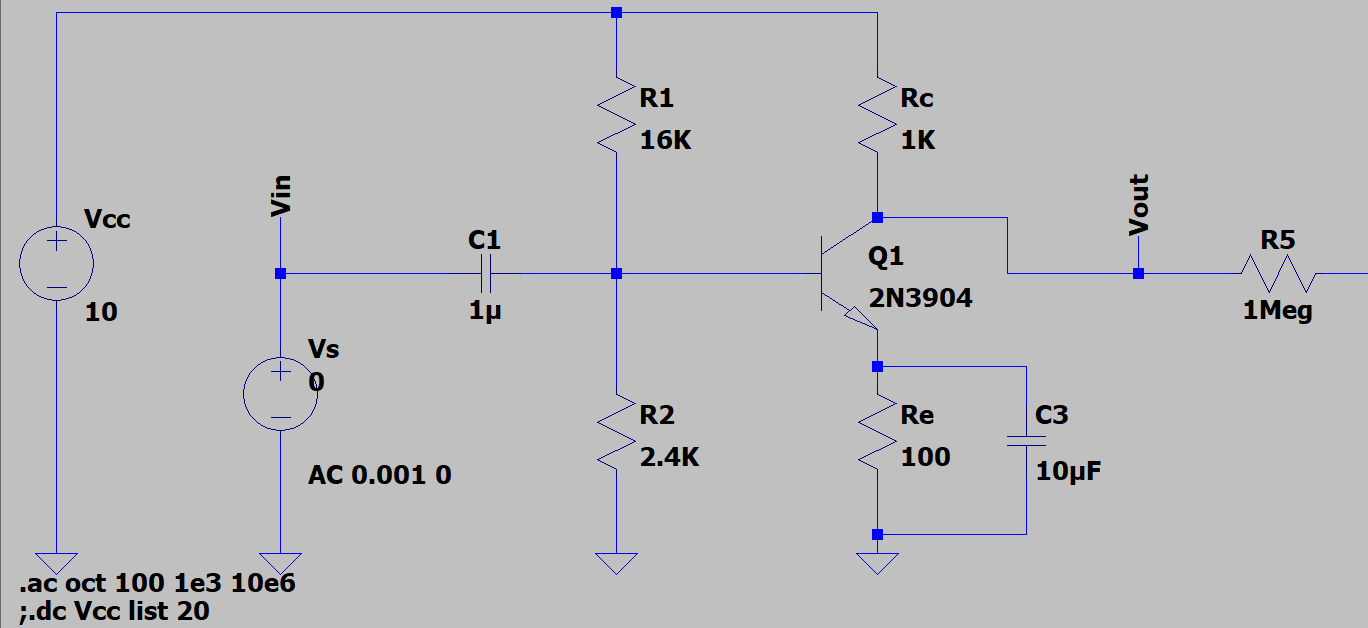 R1
16K
Rc
1K
Vcc
10
Vin
C1
1µ
Q1
2N3904
Vout
R5
1Meg
Vs
0
AC 0.001 0
R2
2.4K
Re
100
C3
10µF
.ac oct 100 1e3 10e6
;.dc Vcc list 20